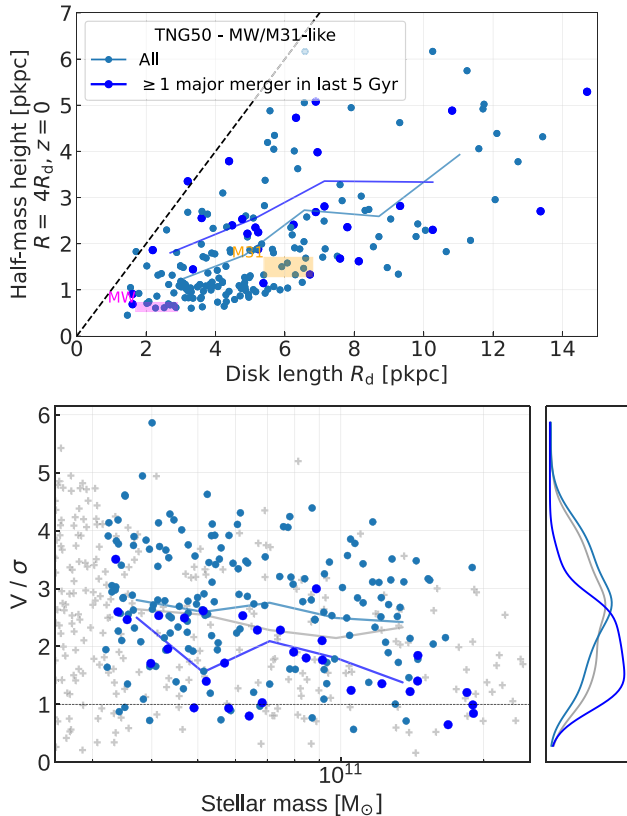 TNG50 - MW/M31-like
All
≥ 1 major merger in last 5 Gyr
Half-mass height [pkpc]
R = 4R_d, z = 0
7
6
5
4
3
2
1
0
M31
MW
0 2 4 6 8 10 12 14
Disk length R_d [pkpc]
V / σ
6
5
4
3
2
1
0
10^11
Stellar mass [M_⊙]